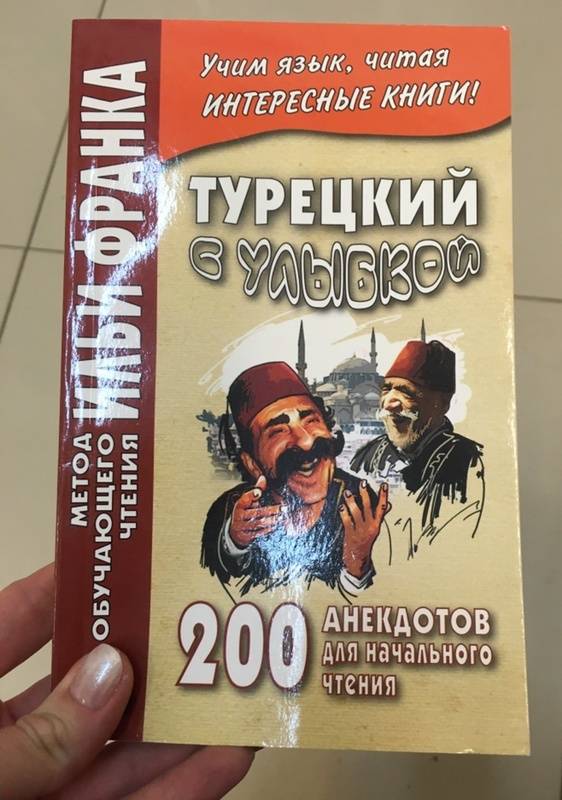 Учим язык, читая
ИНТЕРЕСНЫЕ КНИГИ!
МЕТОД
ОБУЧАЮЩЕГО
ЧТЕНИЯ
ИЛЬИ ФРАНКА
ТУРЕЦКИЙ
С УЛЫБКОЙ
200
АНЕКДОТОВ
для начального
чтения